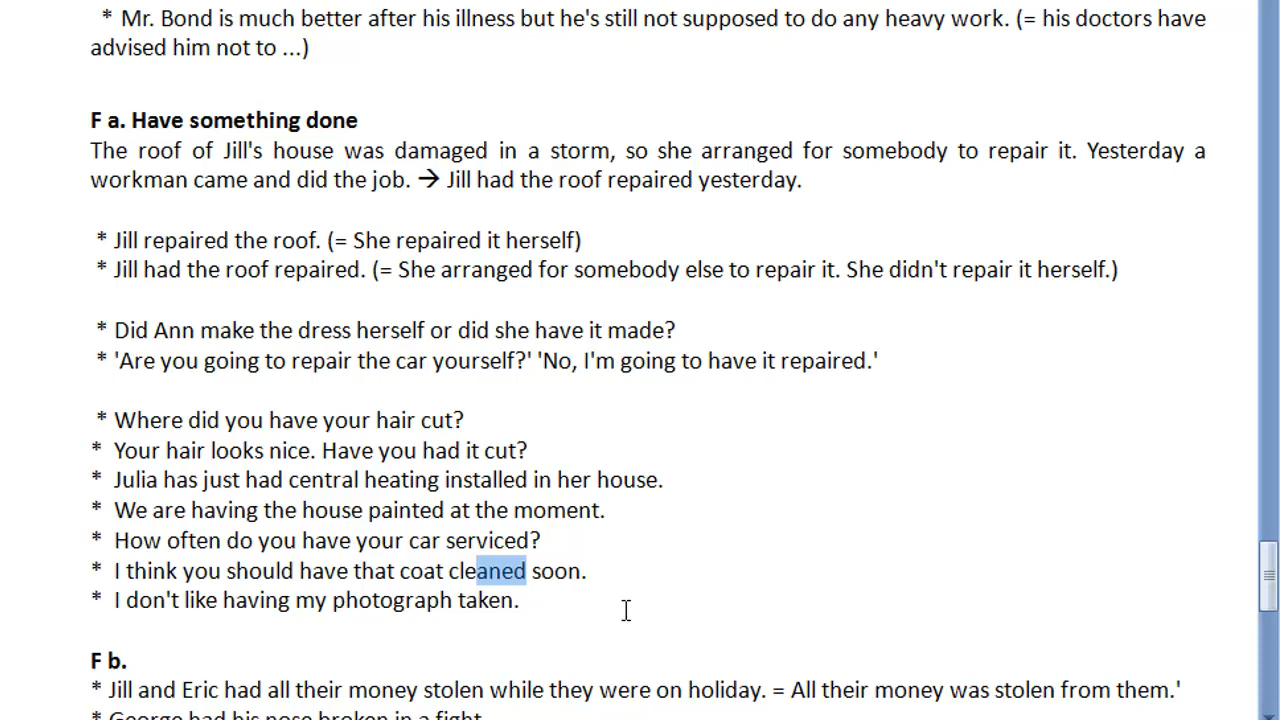 * Mr. Bond is much better after his illness but he's still not supposed to do any heavy work. (= his doctors have
advised him not to ...)
F a. Have something done
The roof of Jill's house was damaged in a storm, so she arranged for somebody to repair it. Yesterday a
workman came and did the job. → Jill had the roof repaired yesterday.
* Jill repaired the roof. (= She repaired it herself)
* Jill had the roof repaired. (= She arranged for somebody else to repair it. She didn't repair it herself.)
* Did Ann make the dress herself or did she have it made?
* 'Are you going to repair the car yourself?' 'No, I'm going to have it repaired.'
* Where did you have your hair cut?
* Your hair looks nice. Have you had it cut?
* Julia has just had central heating installed in her house.
* We are having the house painted at the moment.
* How often do you have your car serviced?
* I think you should have that coat cleaned soon.
* I don't like having my photograph taken.
F b.
* Jill and Eric had all their money stolen while they were on holiday. = All their money was stolen from them.'
* George had his nose broken in a fight.